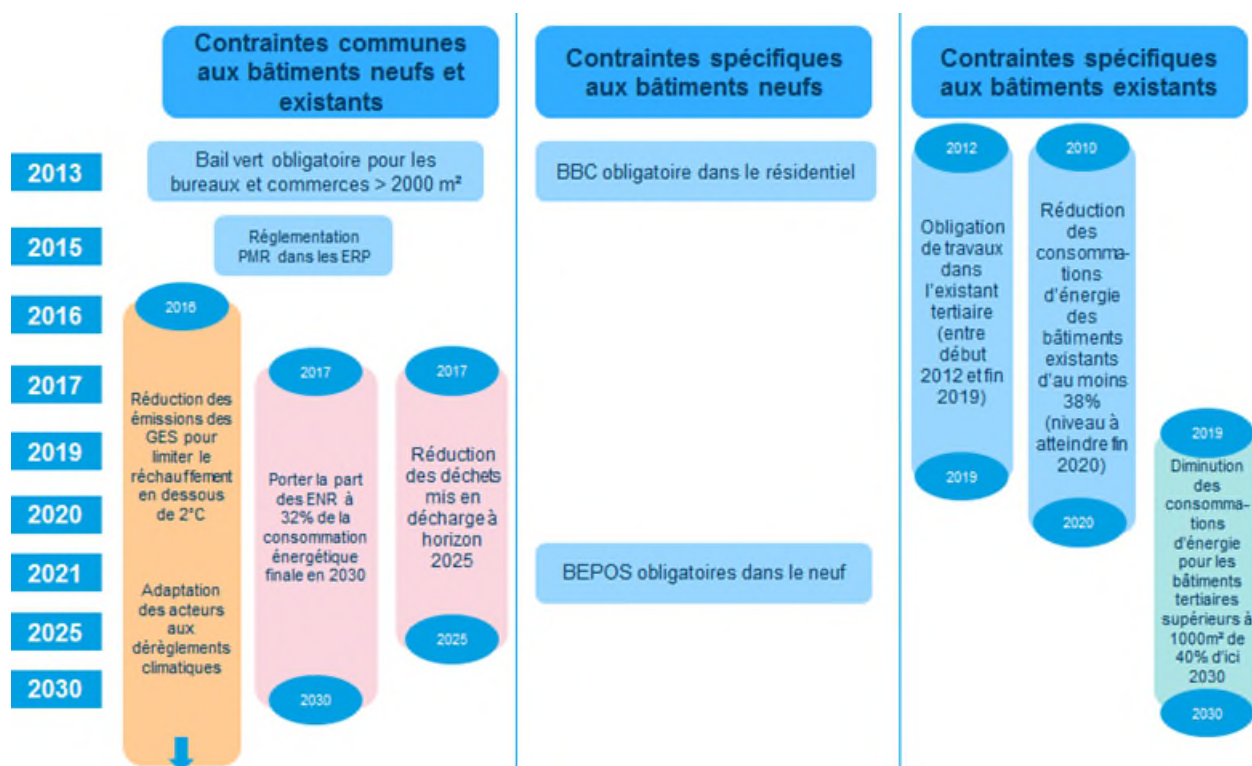 Contraintes communes
aux bâtiments neufs et
existants
Contraintes spécifiques
aux bâtiments neufs
Contraintes spécifiques
aux bâtiments existants
2013
2015
2016
2017
2019
2020
2021
2025
2030
Bail vert obligatoire pour les
bureaux et commerces > 2000 m²
Réglementation
PMR dans les ERP
2016
Réduction des
émissions des
GES pour
limiter le
réchauffement
en dessous
de 2°C
Adaptation
des acteurs
aux
dérèglements
climatiques
2017
Porter la part
des ENR à
32% de la
consommation
énergétique
finale en 2030
2030
2017
Réduction
des déchets
mis en
décharge à
horizon
2025
2025
BBC obligatoire dans le résidentiel
BEPOS obligatoires dans le neuf
2012
Obligation
de travaux
dans
l'existant
tertiaire
(entre
début
2012 et fin
2019)
2019
2010
Réduction
des
consomma-
tions
d'énergie
des
bâtiments
existants
d'au moins
38%
(niveau à
atteindre fin
2020)
2020
2019
Diminution
des
consomma-
tions
d'énergie
pour les
bâtiments
tertiaires
supérieurs à
1000m² de
40% d'ici
2030
2030